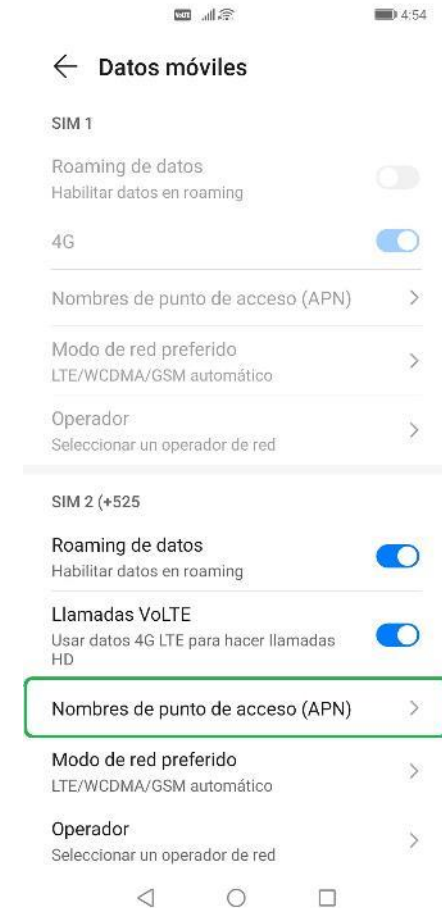 VoLTE
4:54
Datos móviles
SIM 1
Roaming de datos
Habilitar datos en roaming
4G
Nombres de punto de acceso (APN)
Modo de red preferido
LTE/WCDMA/GSM automático
Operador
Seleccionar un operador de red
SIM 2 (+525
Roaming de datos
Habilitar datos en roaming
Llamadas VoLTE
Usar datos 4G LTE para hacer llamadas
HD
Nombres de punto de acceso (APN)
Modo de red preferido
LTE/WCDMA/GSM automático
Operador
Seleccionar un operador de red